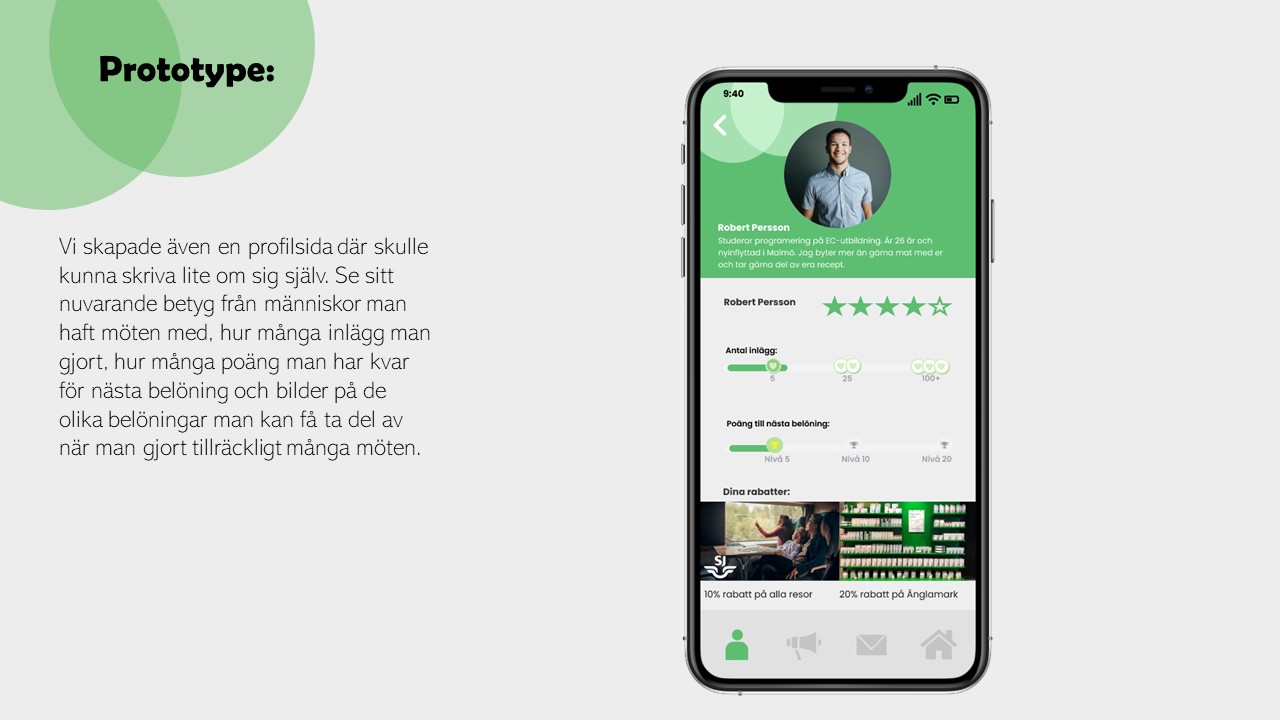 Prototype:
Vi skapade även en profilsida där skulle
kunna skriva lite om sig själv. Se sitt
nuvarande betyg från människor man
haft möten med, hur många inlägg man
gjort, hur många poäng man har kvar
för nästa belöning och bilder på de
olika belöningar man kan få ta del av
när man gjort tillräckligt många möten.
9:40
Robert Persson
Studerar programering på EC-utbildning. Är 26 år och
nyinflyttad i Malmö. Jag byter mer än gärna mat med er
och tar gärna del av era recept.
Robert Persson
Antal inlägg:
5 25 100+
Poäng till nästa belöning:
Nivå 5 Nivå 10 Nivå 20
Dina rabatter:
SJ
10% rabatt på alla resor 20% rabatt på Änglamark